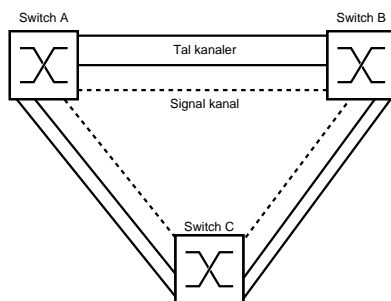 Switch A
Switch B
Tal kanaler
Signal kanal
Switch C